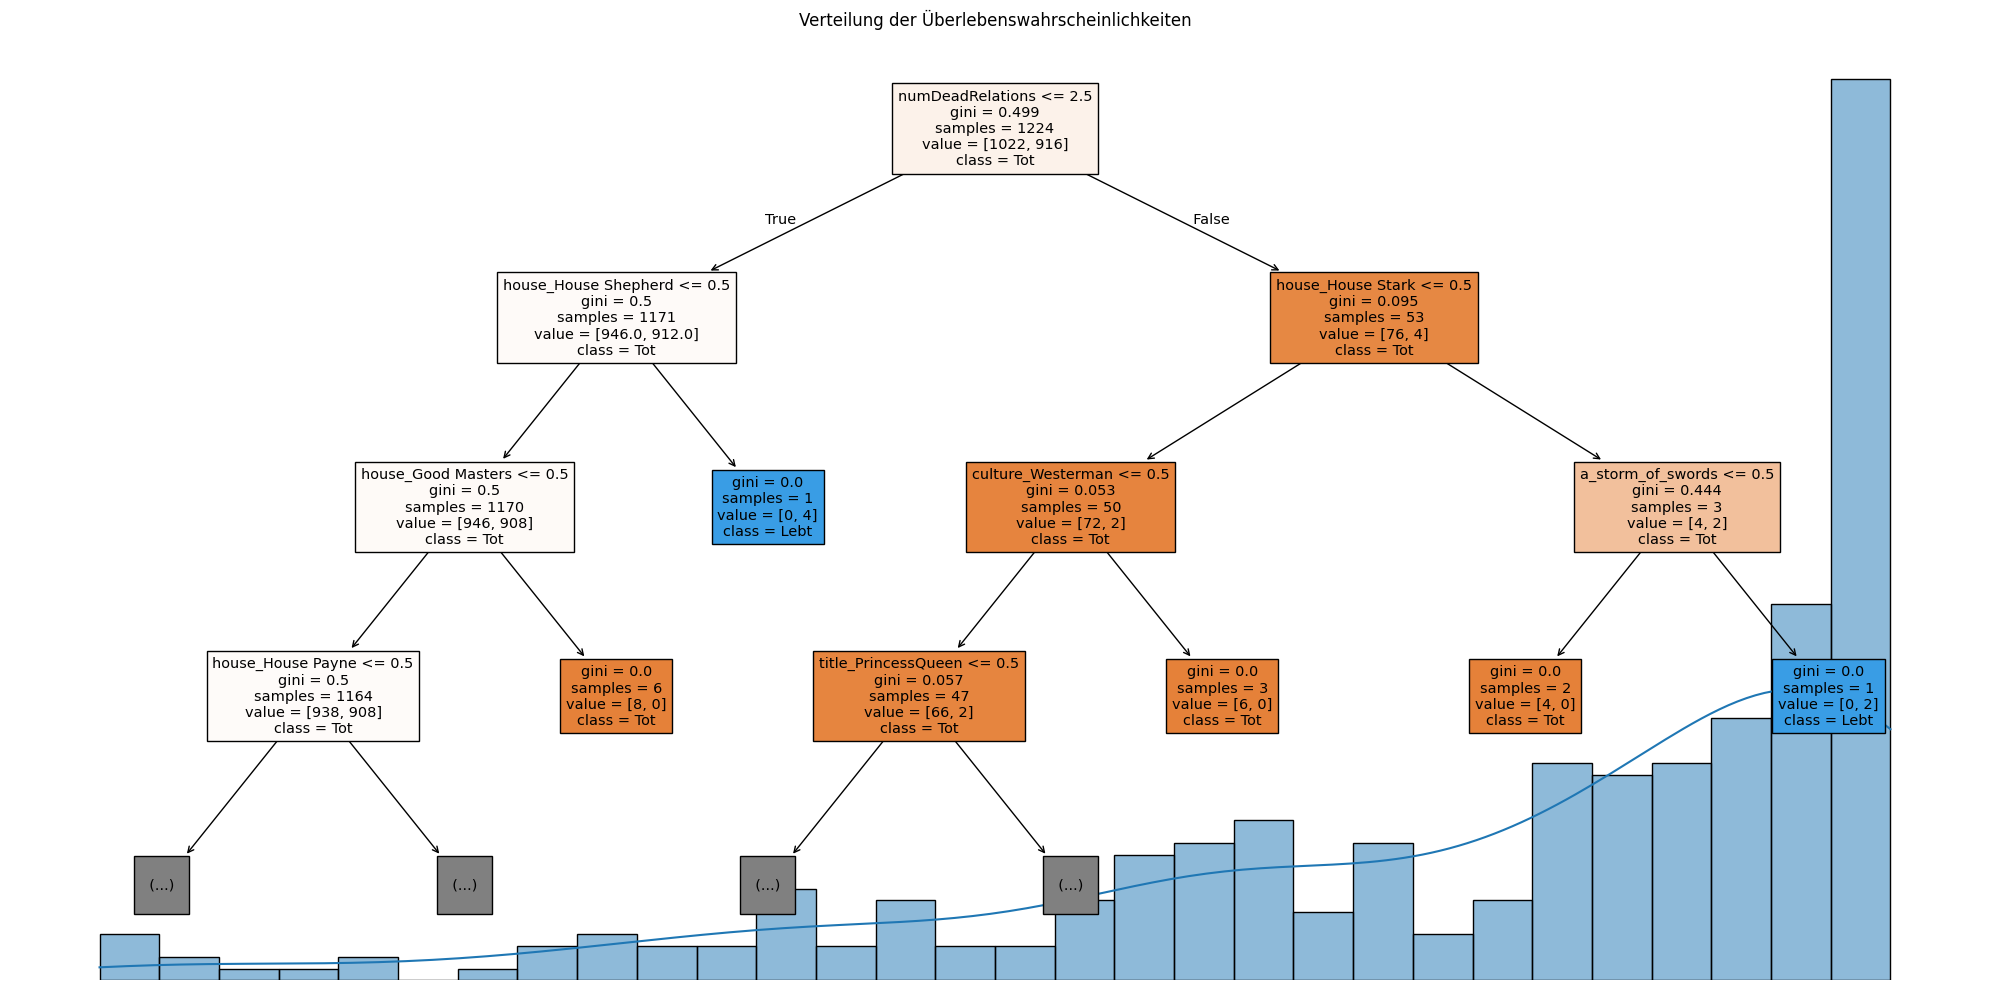 Verteilung der Überlebenswahrscheinlichkeiten
numDeadRelations <= 2.5
gini = 0.499
samples = 1224
value = [1022, 916]
class = Tot
True
False
house_House Shepherd <= 0.5
gini = 0.5
samples = 1171
value = [946.0, 912.0]
class = Tot
house_House Stark <= 0.5
gini = 0.095
samples = 53
value = [76, 4]
class = Tot
house_Good Masters <= 0.5
gini = 0.5
samples = 1170
value = [946, 908]
class = Tot
gini = 0.0
samples = 1
value = [0, 4]
class = Lebt
culture_Westerman <= 0.5
gini = 0.053
samples = 50
value = [72, 2]
class = Tot
a_storm_of_swords <= 0.5
gini = 0.444
samples = 3
value = [4, 2]
class = Tot
house_House Payne <= 0.5
gini = 0.5
samples = 1164
value = [938, 908]
class = Tot
gini = 0.0
samples = 6
value = [8, 0]
class = Tot
title_PrincessQueen <= 0.5
gini = 0.057
samples = 47
value = [66, 2]
class = Tot
gini = 0.0
samples = 3
value = [6, 0]
class = Tot
gini = 0.0
samples = 2
value = [4, 0]
class = Tot
gini = 0.0
samples = 1
value = [0, 2]
class = Lebt
(...)
(...)
(...)
(...)